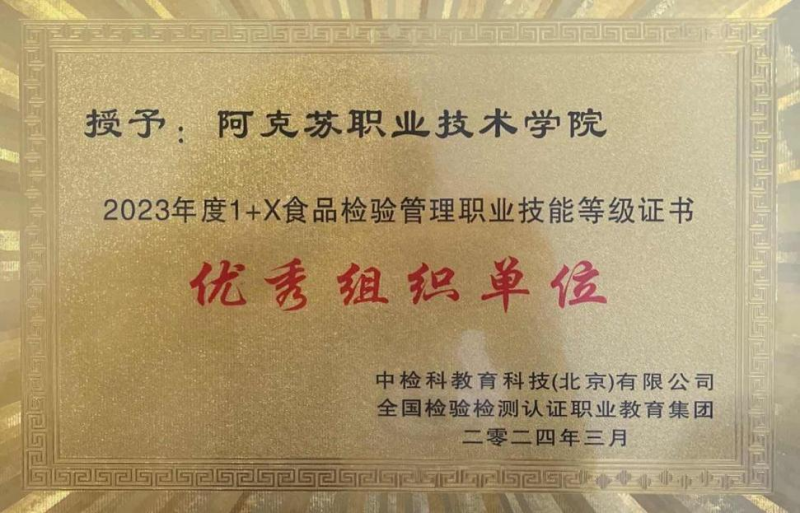 授予：阿克苏职业技术学院
2023年度1+X食品检验管理职业技能等级证书
优秀组织单位
中检科教育科技(北京)有限公司
全国检验检测认证职业教育集团
二零二四年三月